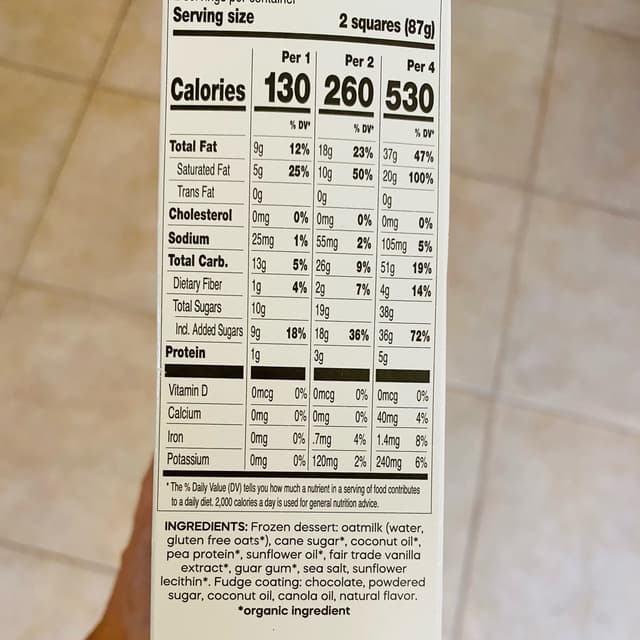 servings per container
Serving size 2 squares (87g)
Per 1 Per 2 Per 4
Calories 130 260 530
% DV* % DV* % DV*
Total Fat 9g 12% 18g 23% 37g 47%
Saturated Fat 5g 25% 10g 50% 20g 100%
Trans Fat 0g 0g 0g
Cholesterol 0mg 0% 0mg 0% 0mg 0%
Sodium 25mg 1% 55mg 2% 105mg 5%
Total Carb. 13g 5% 26g 9% 51g 19%
Dietary Fiber 1g 4% 2g 7% 4g 14%
Total Sugars 10g 19g 38g
Incl. Added Sugars 9g 18% 18g 36% 36g 72%
Protein 1g 3g 5g
Vitamin D 0mcg 0% 0mcg 0% 0mcg 0%
Calcium 0mg 0% 0mg 0% 40mg 4%
Iron 0mg 0% .7mg 4% 1.4mg 8%
Potassium 0mg 0% 120mg 2% 240mg 6%
* The % Daily Value (DV) tells you how much a nutrient in a serving of food contributes
to a daily diet. 2,000 calories a day is used for general nutrition advice.
INGREDIENTS: Frozen dessert: oatmilk (water,
gluten free oats*), cane sugar*, coconut oil*,
pea protein*, sunflower oil*, fair trade vanilla
extract*, guar gum*, sea salt, sunflower
lecithin*. Fudge coating: chocolate, powdered
sugar, coconut oil, canola oil, natural flavor.
*organic ingredient